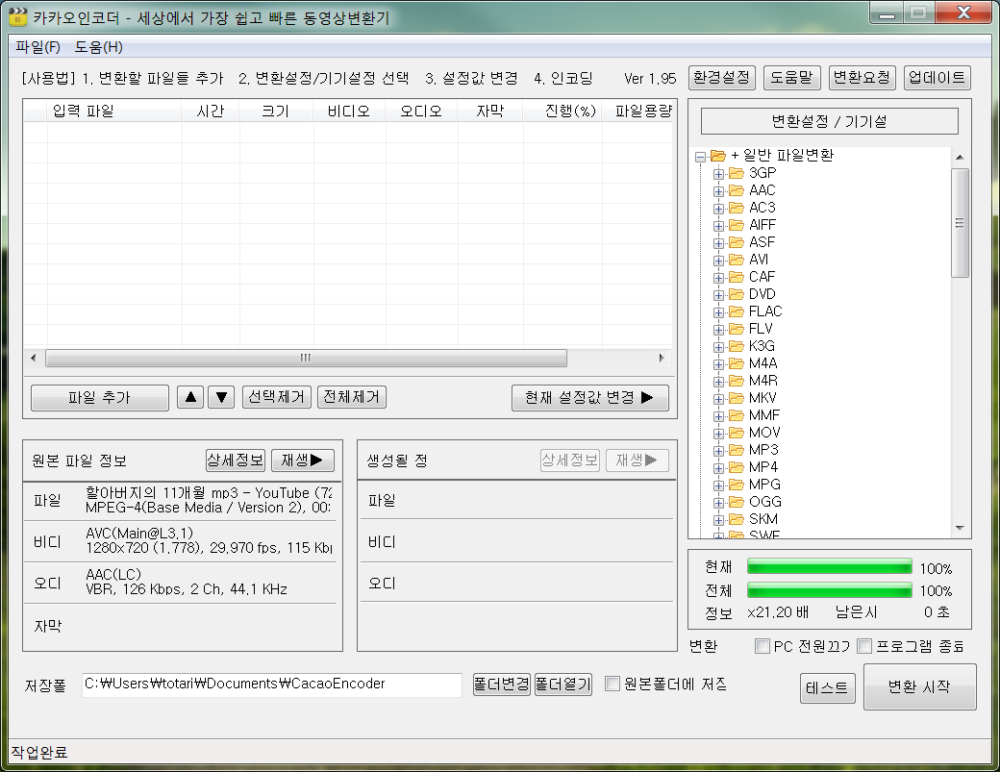 카카오인코더 - 세상에서 가장 쉽고 빠른 동영상변환기
파일(F) 도움(H)
[사용법] 1. 변환할 파일들 추가 2. 변환설정/기기설정 선택 3. 설정값 변경 4. 인코딩 Ver 1.95 환경설정 도움말 변환요청 업데이트
입력 파일 시간 크기 비디오 오디오 자막 진행(%) 파일용량
변환설정 / 기기설
+ 일반 파일변환
3GP
AAC
AC3
AIFF
ASF
AVI
CAF
DVD
FLAC
FLV
K3G
M4A
M4R
MKV
MMF
MOV
MP3
MP4
MPG
OGG
SKM
SWF
파일 추가 ▲ ▼ 선택제거 전체제거 현재 설정값 변경 ▶
원본 파일 정보 상세정보 재생▶
파일 할아버지의 11개월 mp3 - YouTube (72
MPEG-4(Base Media / Version 2), 00:
비디 AVC(Main@L3.1)
1280x720 (1.778), 29.970 fps, 115 Kbp
오디 AAC(LC)
VBR, 126 Kbps, 2 Ch, 44.1 KHz
자막
생성될 정 상세정보 재생▶
파일
비디
오디
현재 100%
전체 100%
정보 x21.20 배 남은시 0 초
변환 PC 전원끄기 프로그램 종료
저장폴 C:₩Users₩totari₩Documents₩CacaoEncoder 폴더변경 폴더열기 원본폴더에 저장
테스트 변환 시작
작업완료